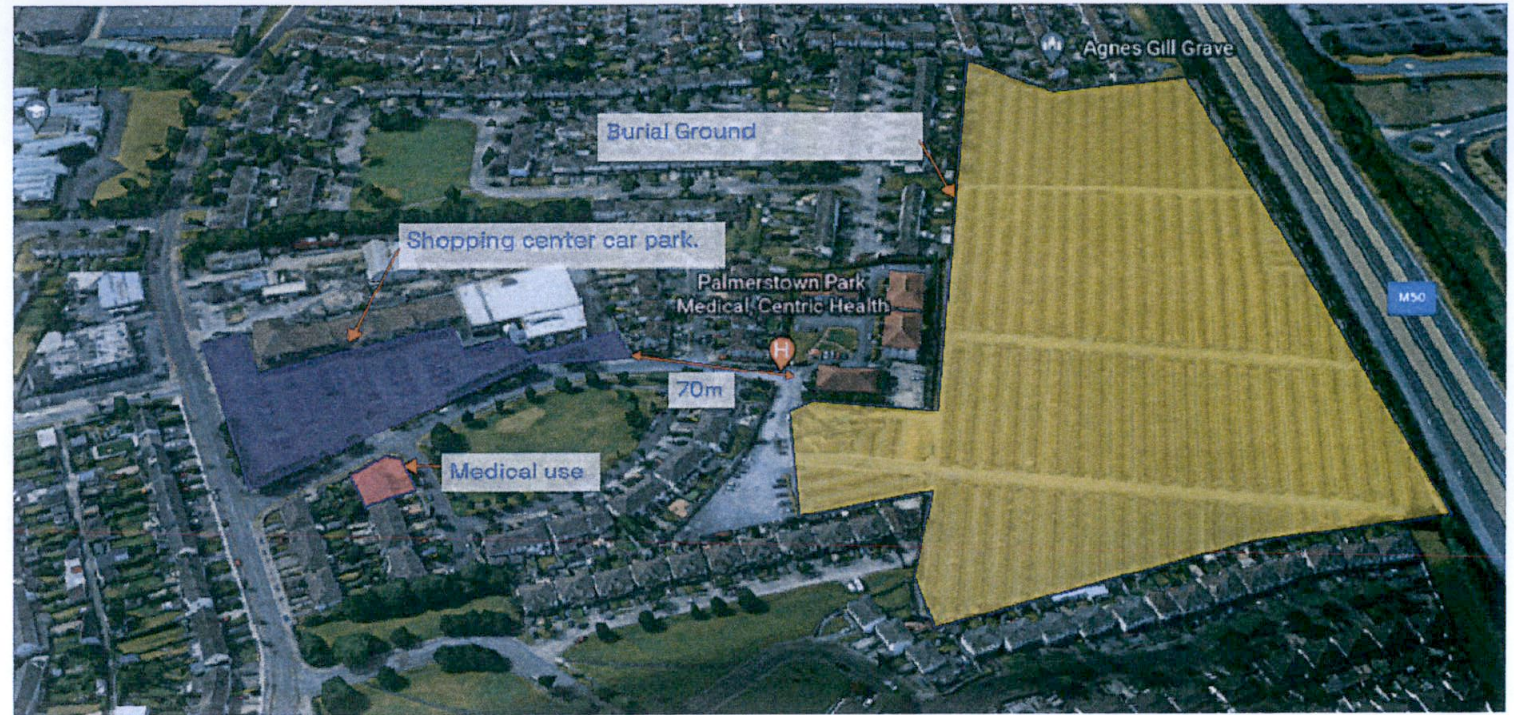 Agnes Gill Grave
Burial Ground
Shopping center car park.
Palmerstown Park
Medical, Centric Health
M50
H
70m
Medical use